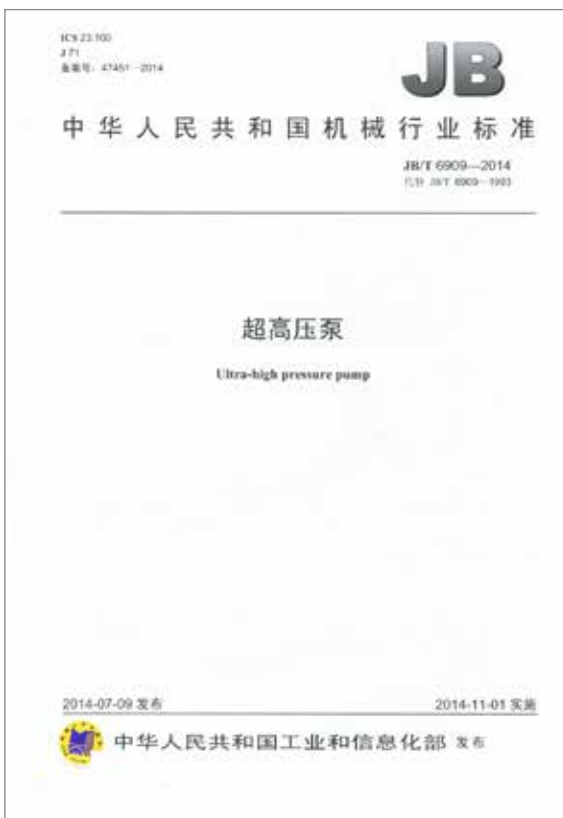 ICS 23.100
J 71
备案号：47451—2014
JB
中华人民共和国机械行业标准
JB/T 6909—2014
代替 JB/T 6909—1993
超高压泵
Ultra-high pressure pump
2014-07-09 发布
2014-11-01 实施
中华人民共和国工业和信息化部 发布